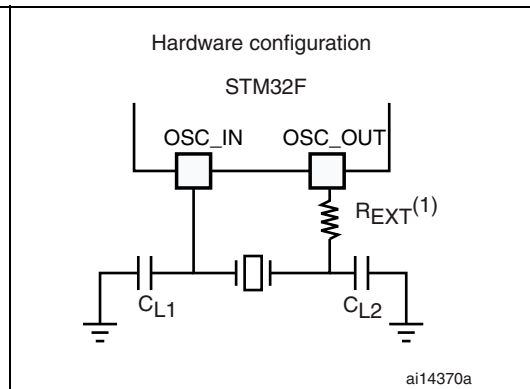 Hardware configuration
STM32F
OSC_IN OSC_OUT
REXT(1)
CL1 CL2
ai14370a